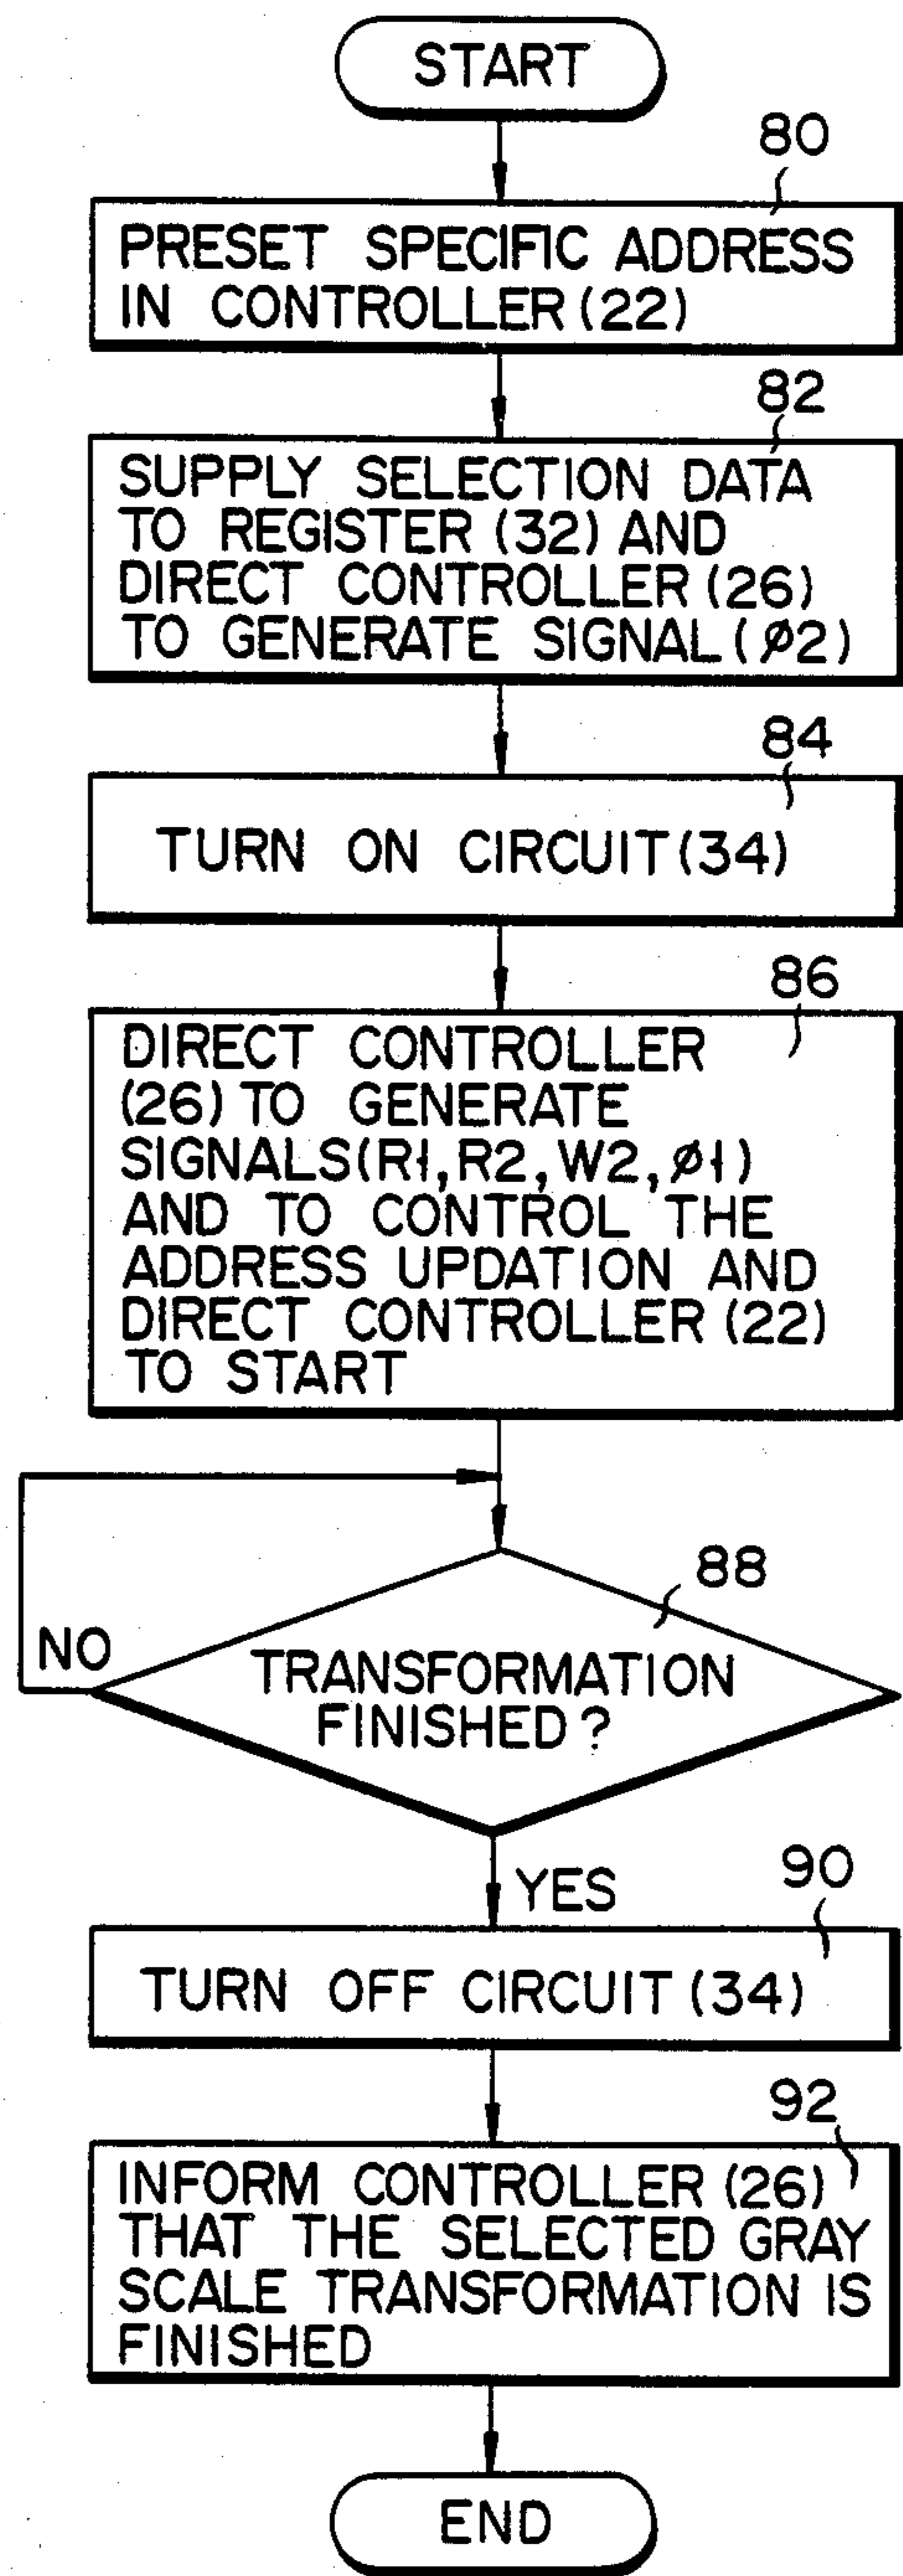 START
80
PRESET SPECIFIC ADDRESS
IN CONTROLLER (22)
82
SUPPLY SELECTION DATA
TO REGISTER (32) AND
DIRECT CONTROLLER (26)
TO GENERATE SIGNAL (ø2)
84
TURN ON CIRCUIT (34)
86
DIRECT CONTROLLER
(26) TO GENERATE
SIGNALS (R1, R2, W2, ø1)
AND TO CONTROL THE
ADDRESS UPDATION AND
DIRECT CONTROLLER (22)
TO START
88
NO
TRANSFORMATION
FINISHED ?
YES
90
TURN OFF CIRCUIT (34)
92
INFORM CONTROLLER (26)
THAT THE SELECTED GRAY
SCALE TRANSFORMATION IS
FINISHED
END